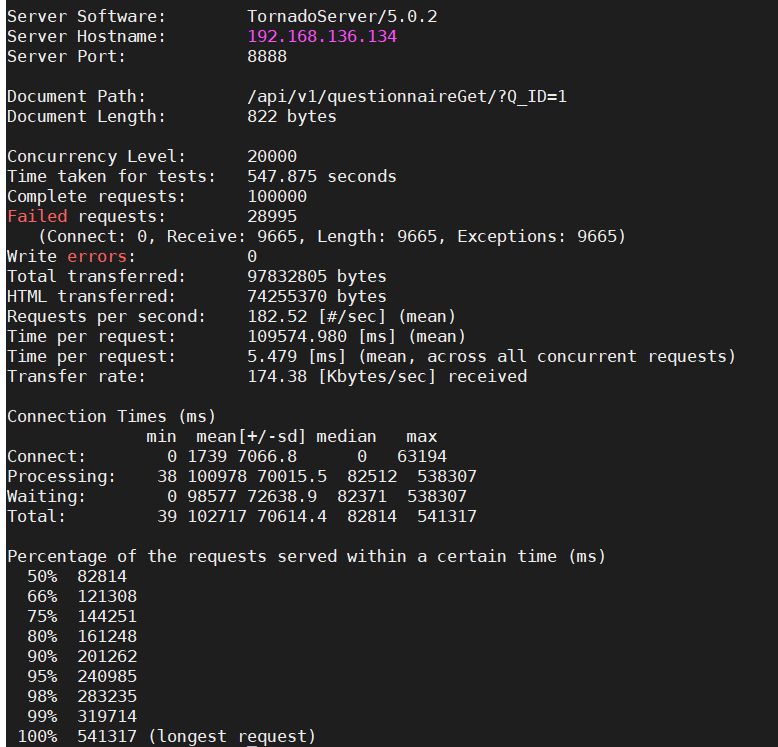 Server Software:        TornadoServer/5.0.2
Server Hostname:        192.168.136.134
Server Port:            8888
Document Path:          /api/v1/questionnaireGet/?Q_ID=1
Document Length:        822 bytes
Concurrency Level:      20000
Time taken for tests:   547.875 seconds
Complete requests:      100000
Failed requests:        28995
   (Connect: 0, Receive: 9665, Length: 9665, Exceptions: 9665)
Write errors:           0
Total transferred:      97832805 bytes
HTML transferred:       74255370 bytes
Requests per second:    182.52 [#/sec] (mean)
Time per request:       109574.980 [ms] (mean)
Time per request:       5.479 [ms] (mean, across all concurrent requests)
Transfer rate:          174.38 [Kbytes/sec] received
Connection Times (ms)
              min  mean[+/-sd] median   max
Connect:        0 1739 7066.8      0   63194
Processing:    38 100978 70015.5  82512  538307
Waiting:        0 98577 72638.9  82371  538307
Total:         39 102717 70614.4  82814  541317
Percentage of the requests served within a certain time (ms)
  50%  82814
  66%  121308
  75%  144251
  80%  161248
  90%  201262
  95%  240985
  98%  283235
  99%  319714
 100%  541317 (longest request)